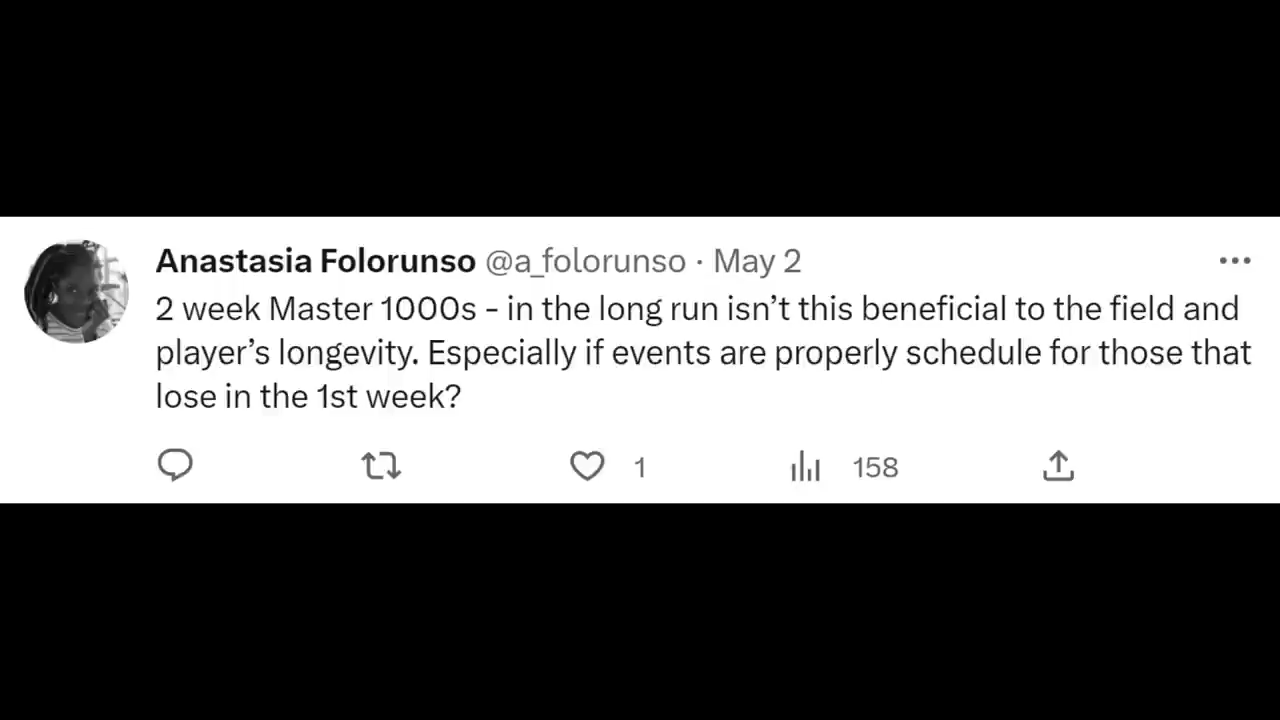 Anastasia Folorunso @a_folorunso · May 2
2 week Master 1000s - in the long run isn’t this beneficial to the field and
player’s longevity. Especially if events are properly schedule for those that
lose in the 1st week?
1 158